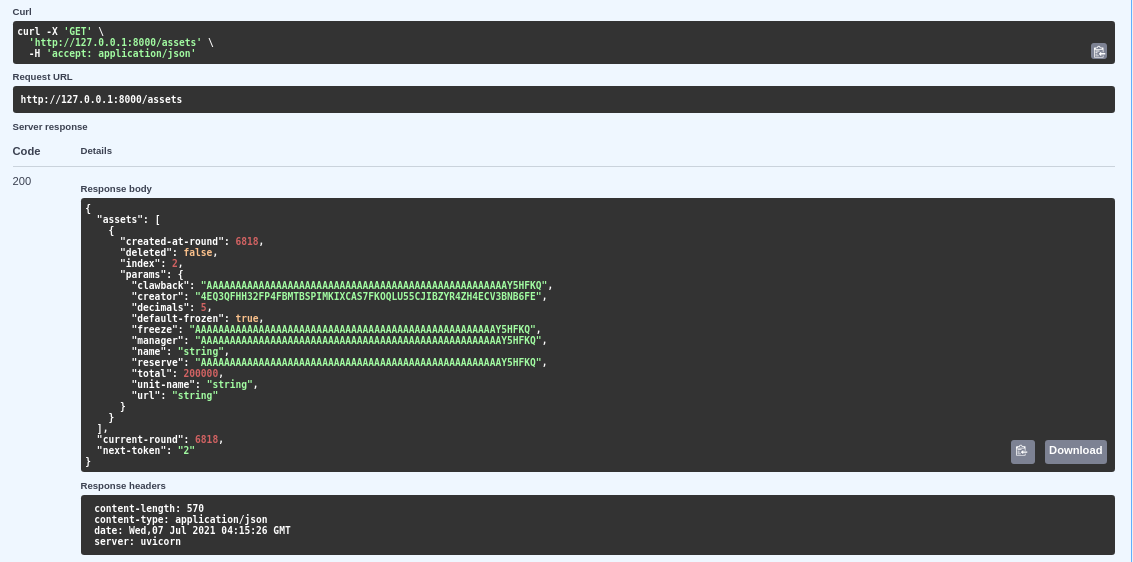 Curl
curl -X 'GET' \
  'http://127.0.0.1:8000/assets' \
  -H 'accept: application/json'
Request URL
http://127.0.0.1:8000/assets
Server response
Code Details
200
Response body
{
  "assets": [
    {
      "created-at-round": 6818,
      "deleted": false,
      "index": 2,
      "params": {
        "clawback": "AAAAAAAAAAAAAAAAAAAAAAAAAAAAAAAAAAAAAAAAAAAAAAAAAAAAY5HFKQ",
        "creator": "4EQ3QFHH32FP4FBMTBSPIMKIXCAS7FKOQLU55CJIBZYR4ZH4ECV3BNB6FE",
        "decimals": 5,
        "default-frozen": true,
        "freeze": "AAAAAAAAAAAAAAAAAAAAAAAAAAAAAAAAAAAAAAAAAAAAAAAAAAAAY5HFKQ",
        "manager": "AAAAAAAAAAAAAAAAAAAAAAAAAAAAAAAAAAAAAAAAAAAAAAAAAAAAY5HFKQ",
        "name": "string",
        "reserve": "AAAAAAAAAAAAAAAAAAAAAAAAAAAAAAAAAAAAAAAAAAAAAAAAAAAAY5HFKQ",
        "total": 200000,
        "unit-name": "string",
        "url": "string"
      }
    }
  ],
  "current-round": 6818,
  "next-token": "2"
}
Download
Response headers
content-length: 570
content-type: application/json
date: Wed,07 Jul 2021 04:15:26 GMT
server: uvicorn